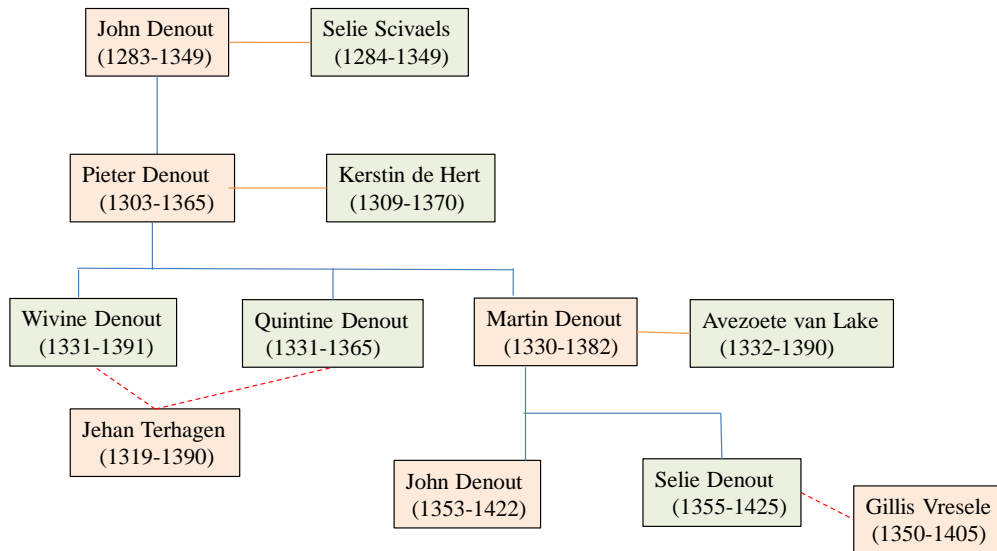 John Denout
(1283-1349)
Selie Scivaels
(1284-1349)
Pieter Denout
(1303-1365)
Kerstin de Hert
(1309-1370)
Wivine Denout
(1331-1391)
Quintine Denout
(1331-1365)
Martin Denout
(1330-1382)
Avezoete van Lake
(1332-1390)
Jehan Terhagen
(1319-1390)
John Denout
(1353-1422)
Selie Denout
(1355-1425)
Gillis Vresele
(1350-1405)